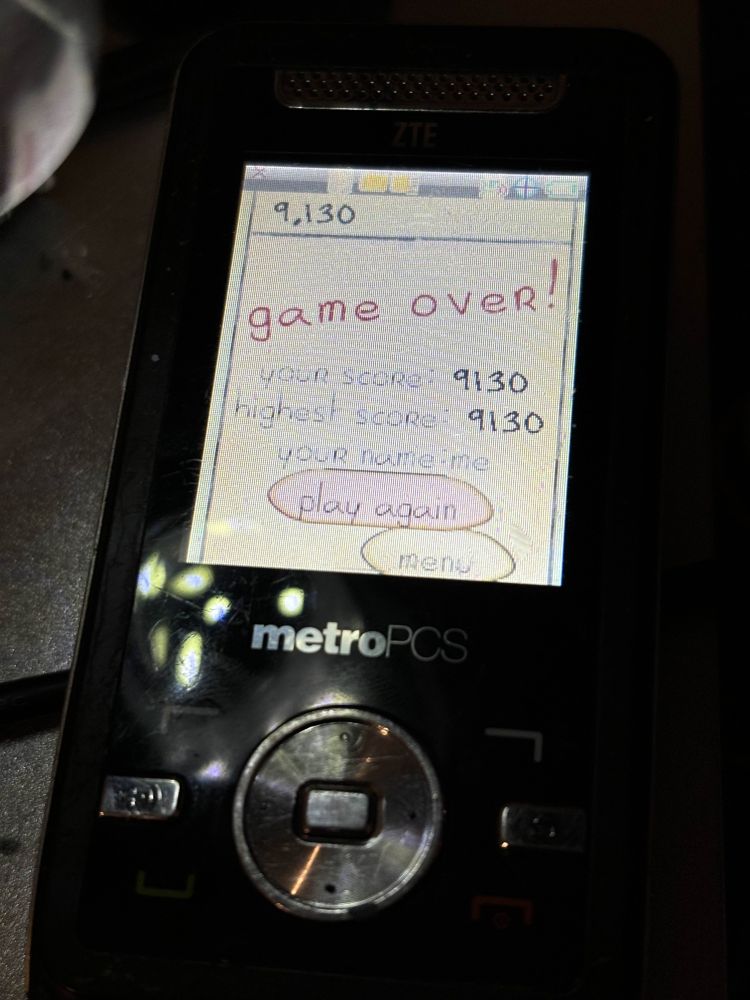 ZTE
9,130
game over!
your score: 9130
highest score: 9130
your name: me
play again
menu
metroPCS